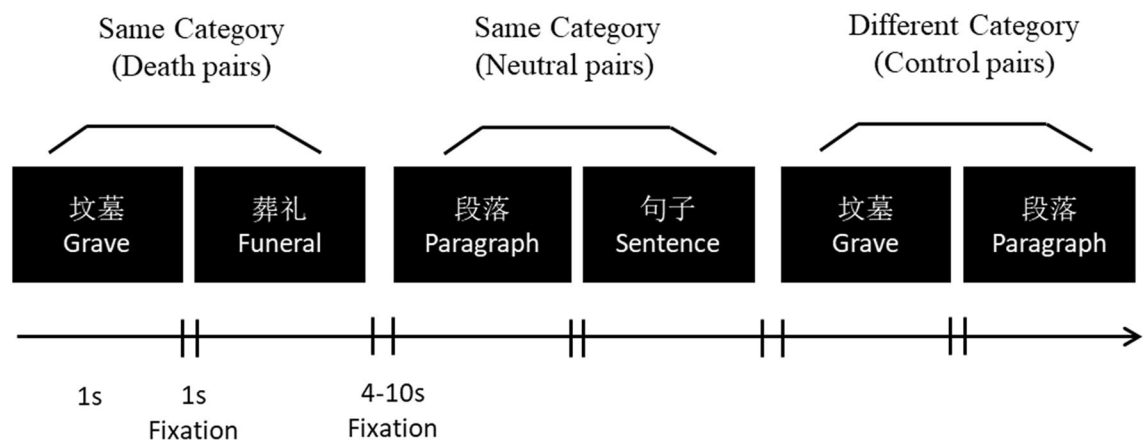 Same Category
(Death pairs)
Same Category
(Neutral pairs)
Different Category
(Control pairs)
坟墓
Grave
葬礼
Funeral
段落
Paragraph
句子
Sentence
坟墓
Grave
段落
Paragraph
1s
1s
Fixation
4-10s
Fixation